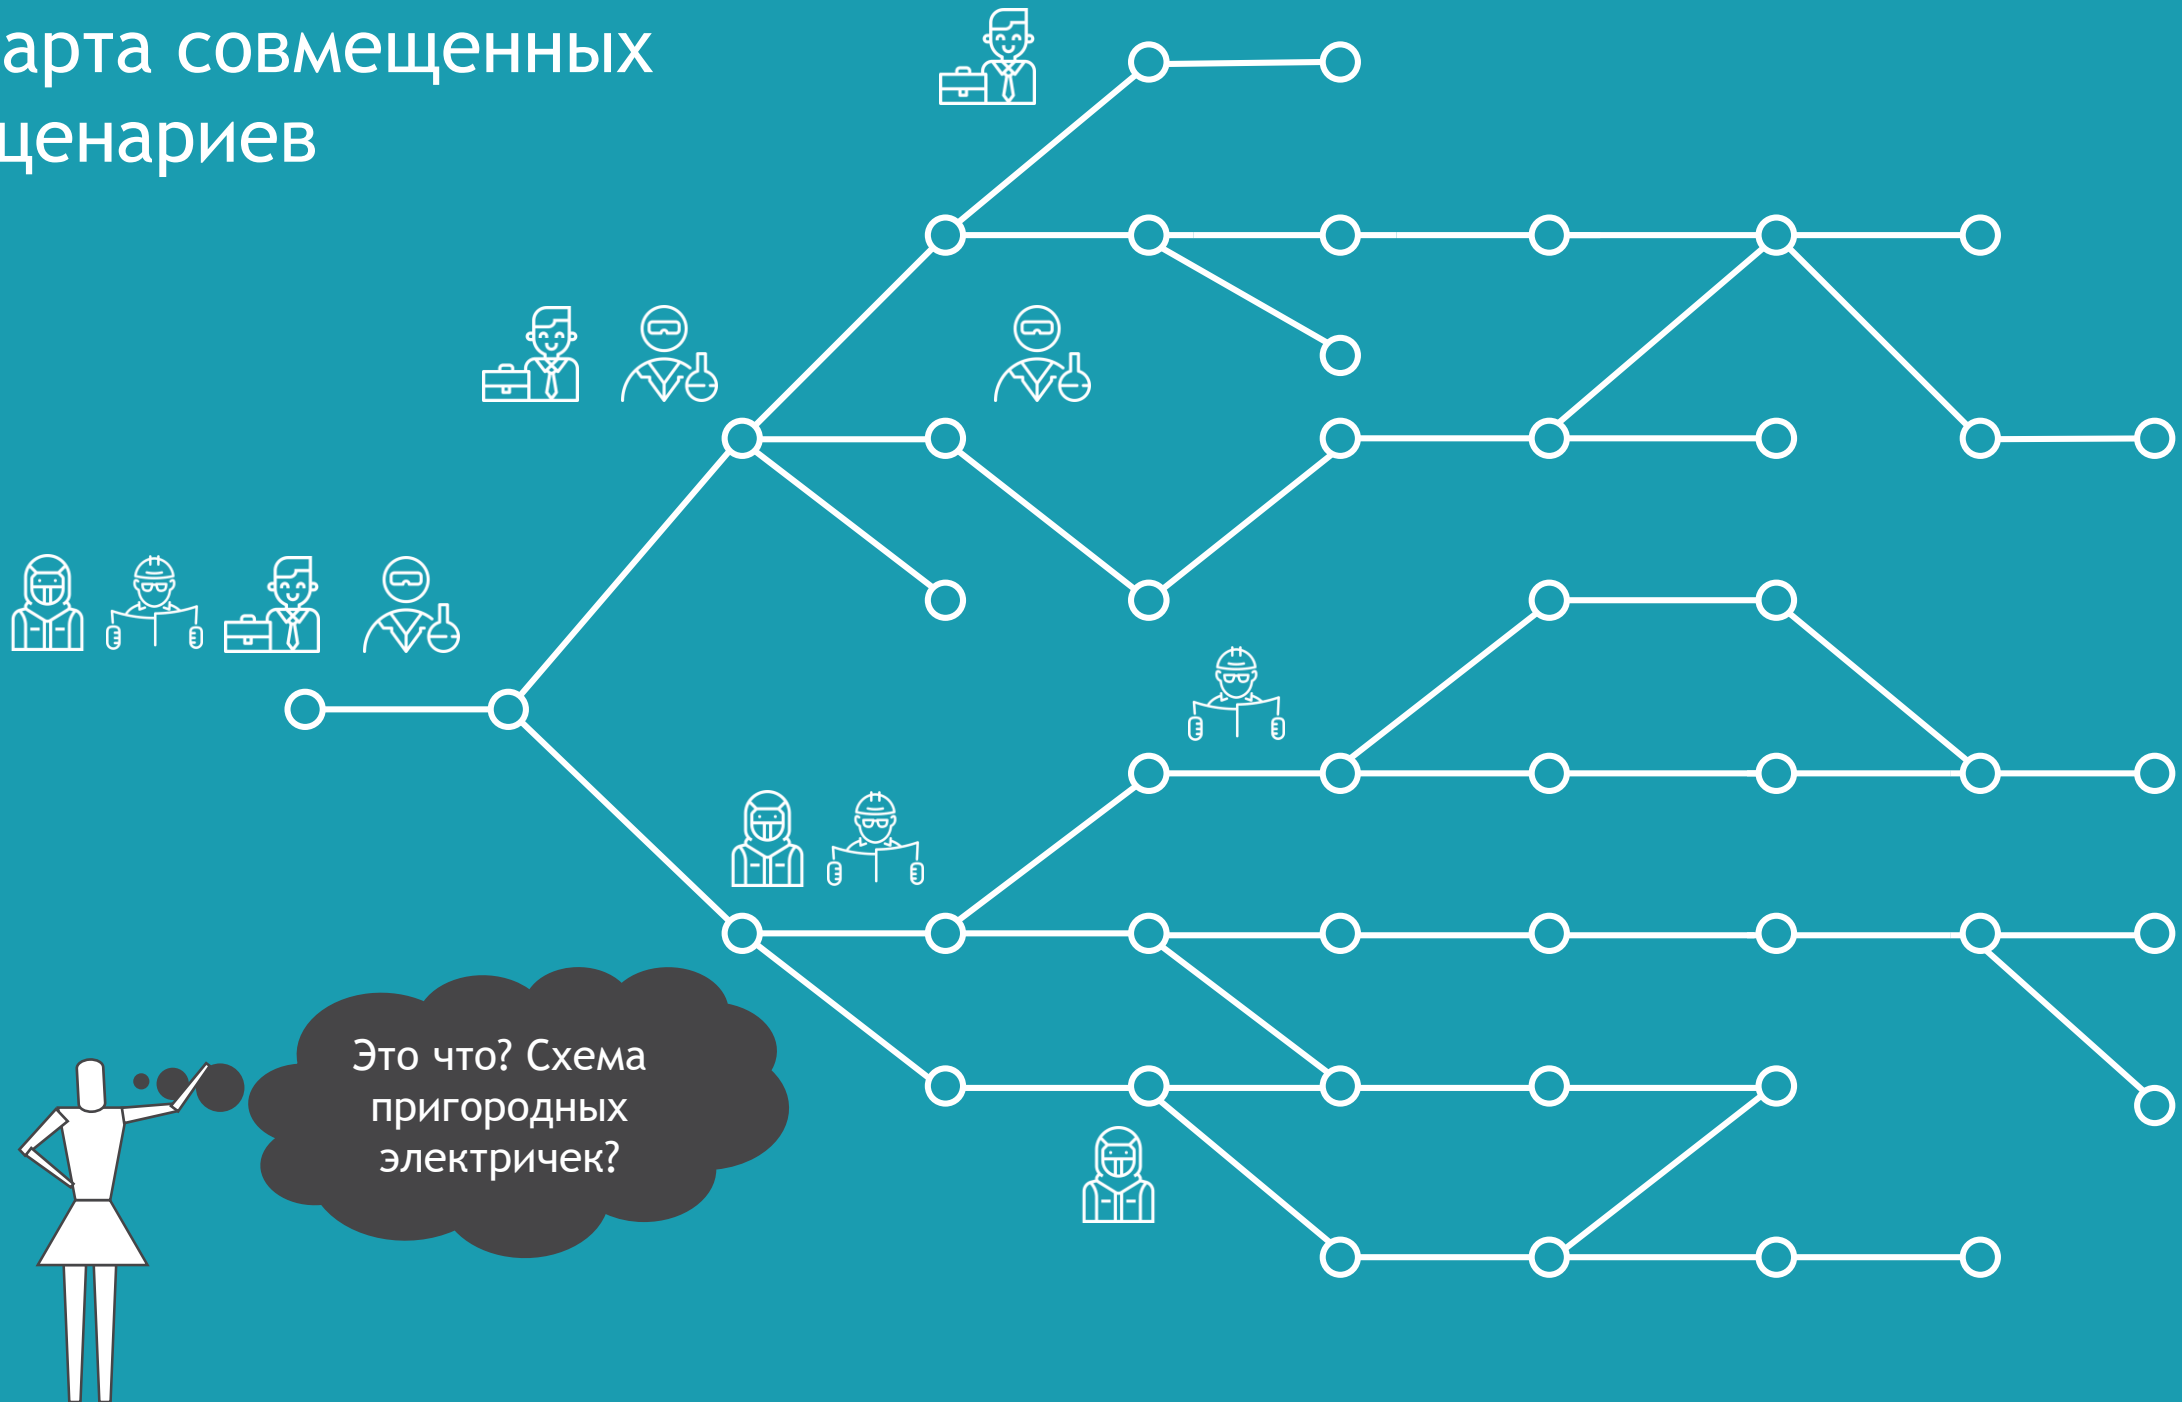 арта совмещенных
ценариев
Это что? Схема
пригородных
электричек?